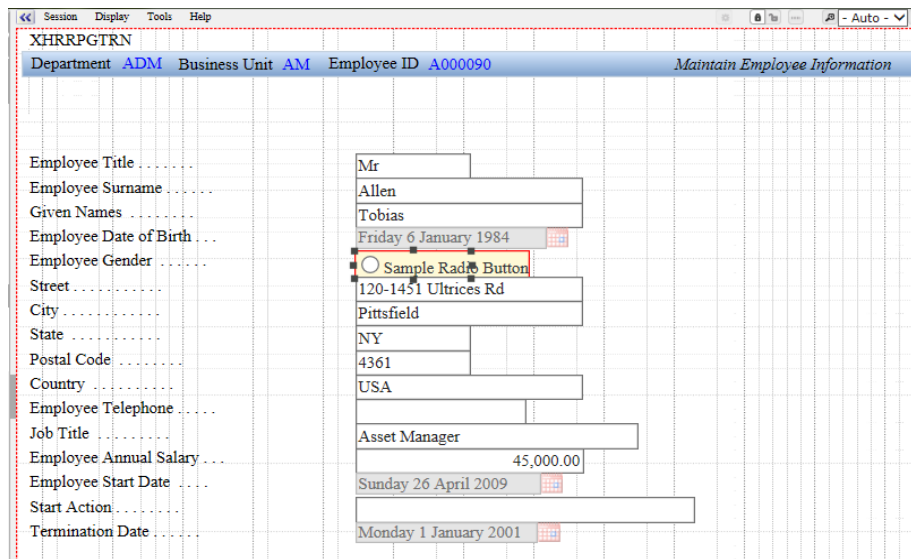 Session Display Tools Help - Auto -
XHRRPGTRN
Department ADM Business Unit AM Employee ID A000090 Maintain Employee Information
Employee Title . . . . . . . Mr
Employee Surname . . . . . . Allen
Given Names . . . . . . . . Tobias
Employee Date of Birth . . . Friday 6 January 1984
Employee Gender . . . . . . Sample Radio Button
Street . . . . . . . . . . . 120-1451 Ultrices Rd
City . . . . . . . . . . . . Pittsfield
State . . . . . . . . . . . NY
Postal Code . . . . . . . . 4361
Country . . . . . . . . . . USA
Employee Telephone . . . . .
Job Title . . . . . . . . . Asset Manager
Employee Annual Salary . . . 45,000.00
Employee Start Date . . . . Sunday 26 April 2009
Start Action . . . . . . . .
Termination Date . . . . . . Monday 1 January 2001